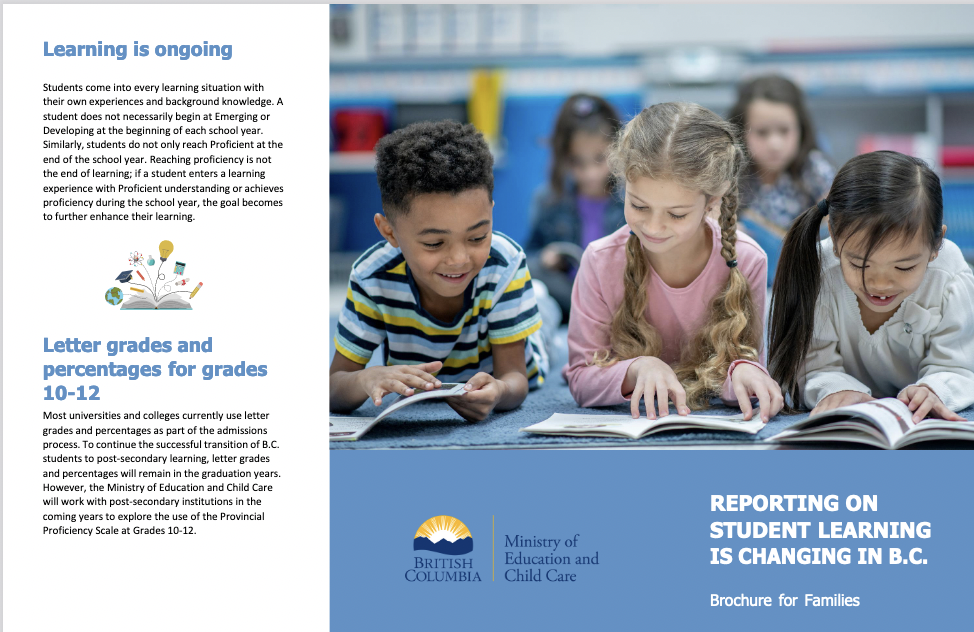 Learning is ongoing
Students come into every learning situation with
their own experiences and background knowledge. A
student does not necessarily begin at Emerging or
Developing at the beginning of each school year.
Similarly, students do not only reach Proficient at the
end of the school year. Reaching proficiency is not
the end of learning; if a student enters a learning
experience with Proficient understanding or achieves
proficiency during the school year, the goal becomes
to further enhance their learning.
Letter grades and
percentages for grades
10-12
Most universities and colleges currently use letter
grades and percentages as part of the admissions
process. To continue the successful transition of B.C.
students to post-secondary learning, letter grades
and percentages will remain in the graduation years.
However, the Ministry of Education and Child Care
will work with post-secondary institutions in the
coming years to explore the use of the Provincial
Proficiency Scale at Grades 10-12.
BRITISH
COLUMBIA
Ministry of
Education and
Child Care
REPORTING ON
STUDENT LEARNING
IS CHANGING IN B.C.
Brochure for Families